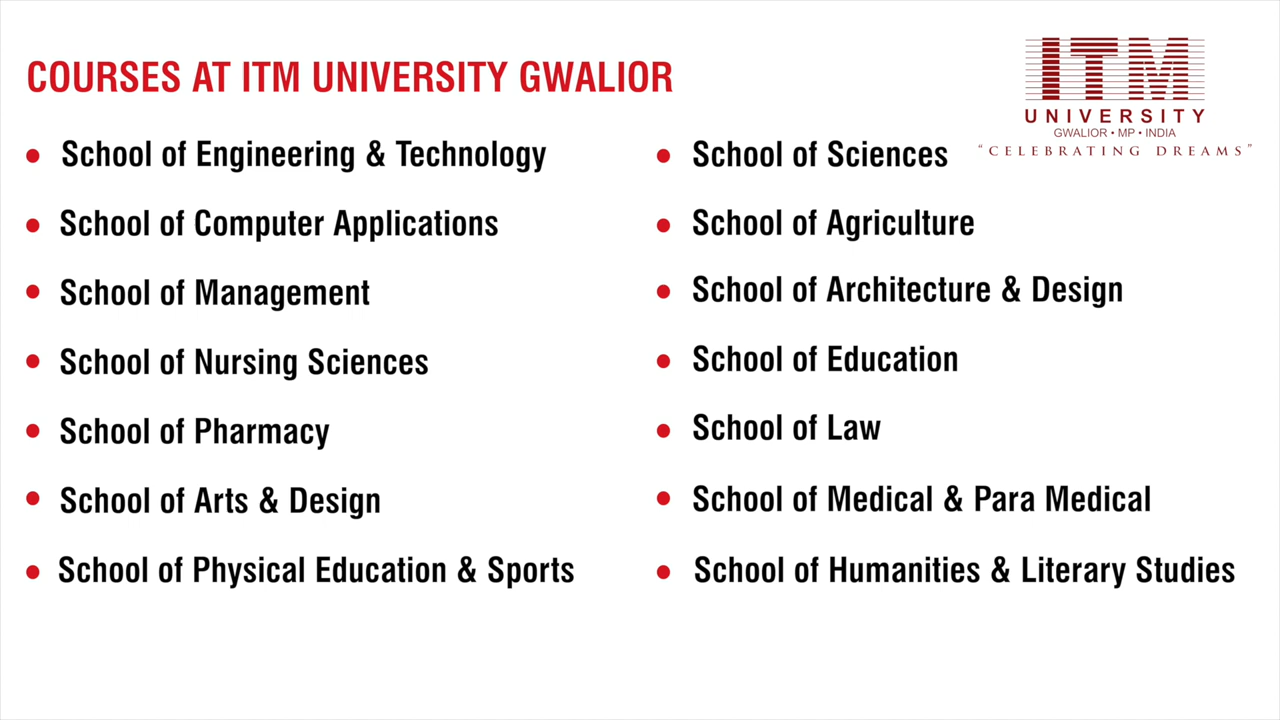 COURSES AT ITM UNIVERSITY GWALIOR
ITM
UNIVERSITY
GWALIOR • MP • INDIA
“CELEBRATING DREAMS”
• School of Engineering & Technology
• School of Computer Applications
• School of Management
• School of Nursing Sciences
• School of Pharmacy
• School of Arts & Design
• School of Physical Education & Sports
• School of Sciences
• School of Agriculture
• School of Architecture & Design
• School of Education
• School of Law
• School of Medical & Para Medical
• School of Humanities & Literary Studies